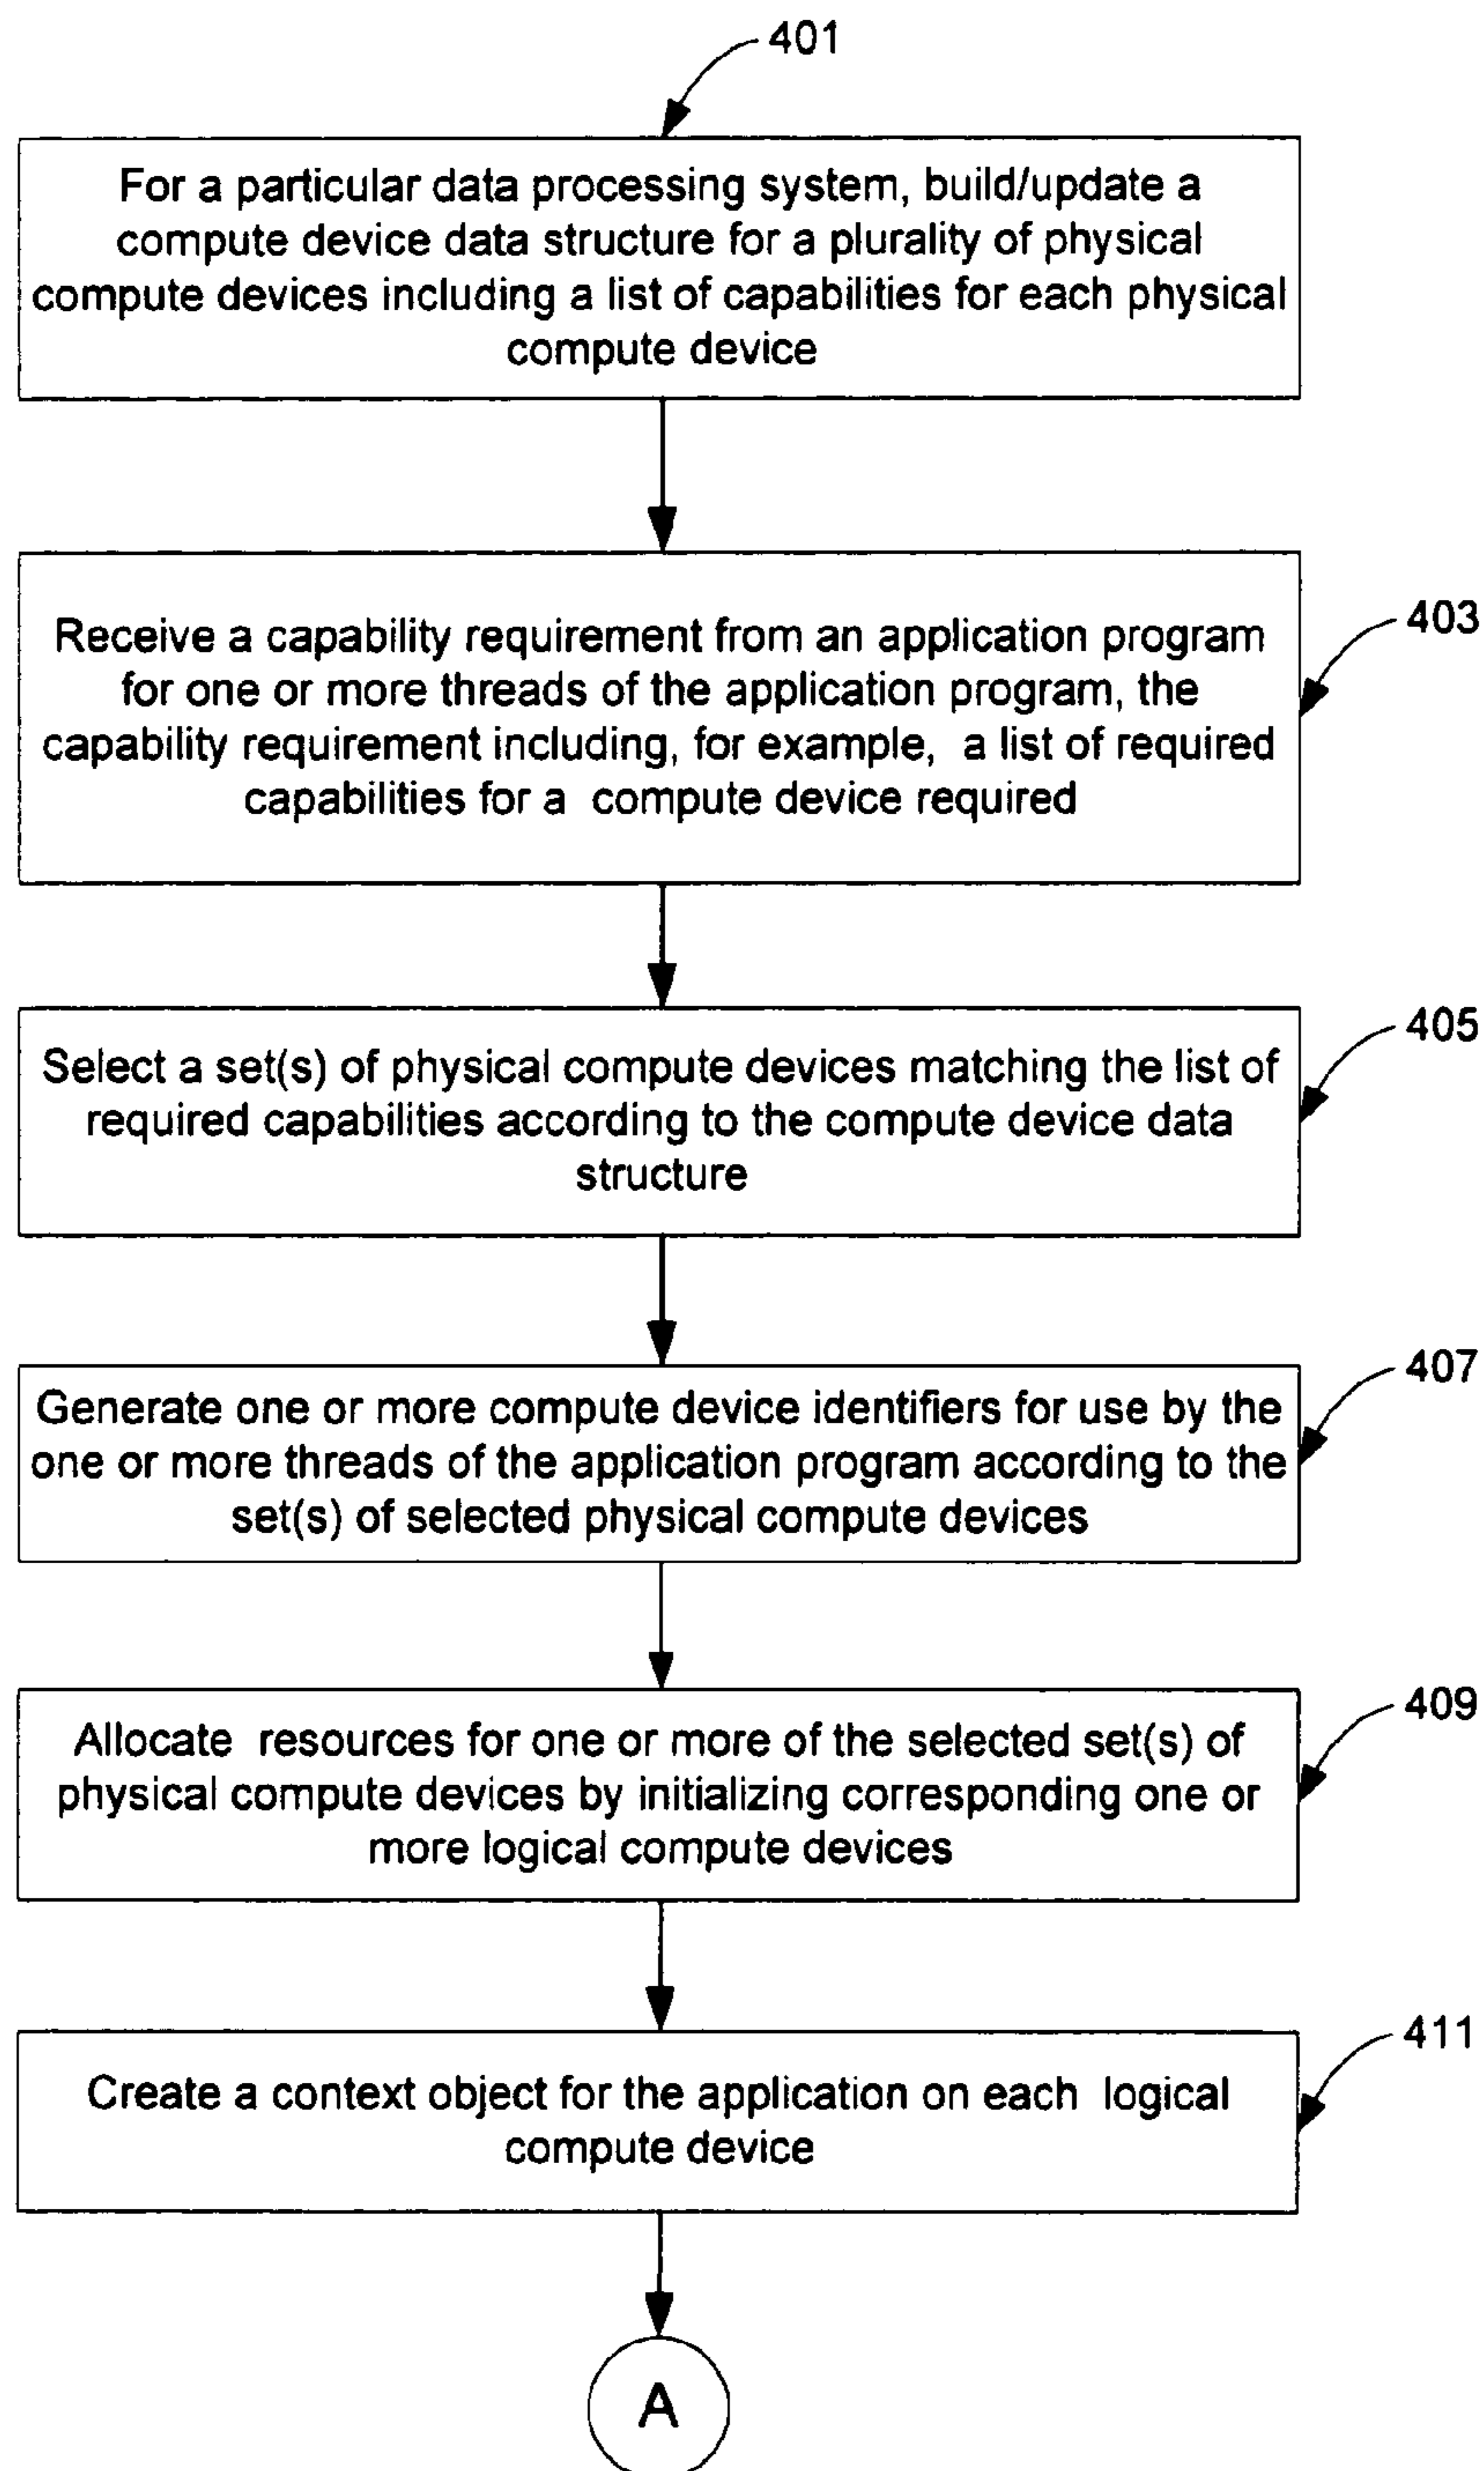 401
For a particular data processing system, build/update a
compute device data structure for a plurality of physical
compute devices including a list of capabilities for each physical
compute device
403
Receive a capability requirement from an application program
for one or more threads of the application program, the
capability requirement including, for example, a list of required
capabilities for a compute device required
405
Select a set(s) of physical compute devices matching the list of
required capabilities according to the compute device data
structure
407
Generate one or more compute device identifiers for use by the
one or more threads of the application program according to the
set(s) of selected physical compute devices
409
Allocate resources for one or more of the selected set(s) of
physical compute devices by initializing corresponding one or
more logical compute devices
411
Create a context object for the application on each logical
compute device
A